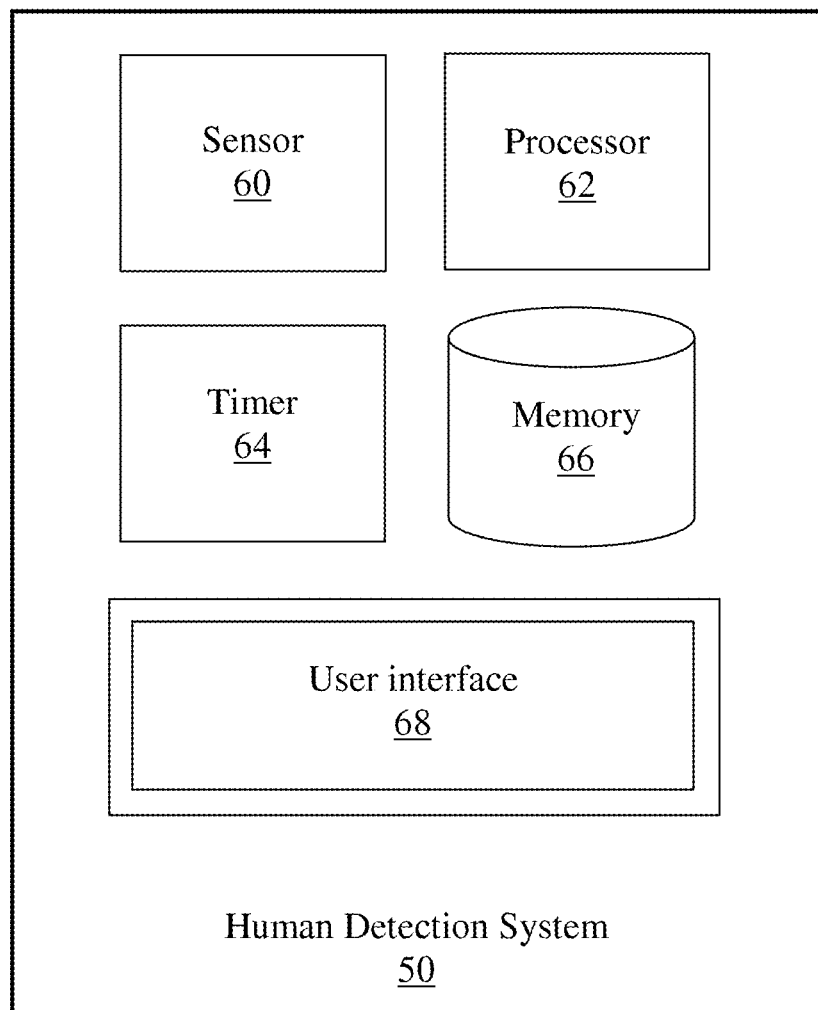 Sensor
60
Processor
62
Timer
64
Memory
66
User interface
68
Human Detection System
50